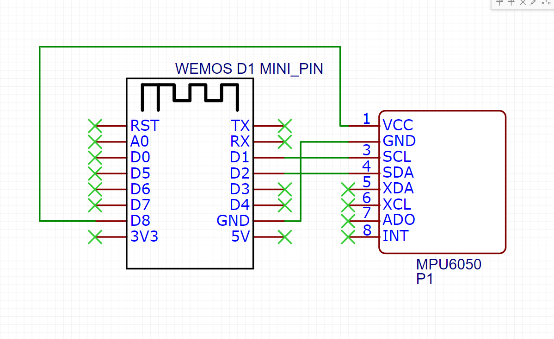 WEMOS D1 MINI_PIN
RST TX
A0 RX
D0 D1
D5 D2
D6 D3
D7 D4
D8 GND
3V3 5V
1 VCC
GND
3 SCL
4 SDA
5 XDA
6 XCL
7 ADO
8 INT
MPU6050
P1